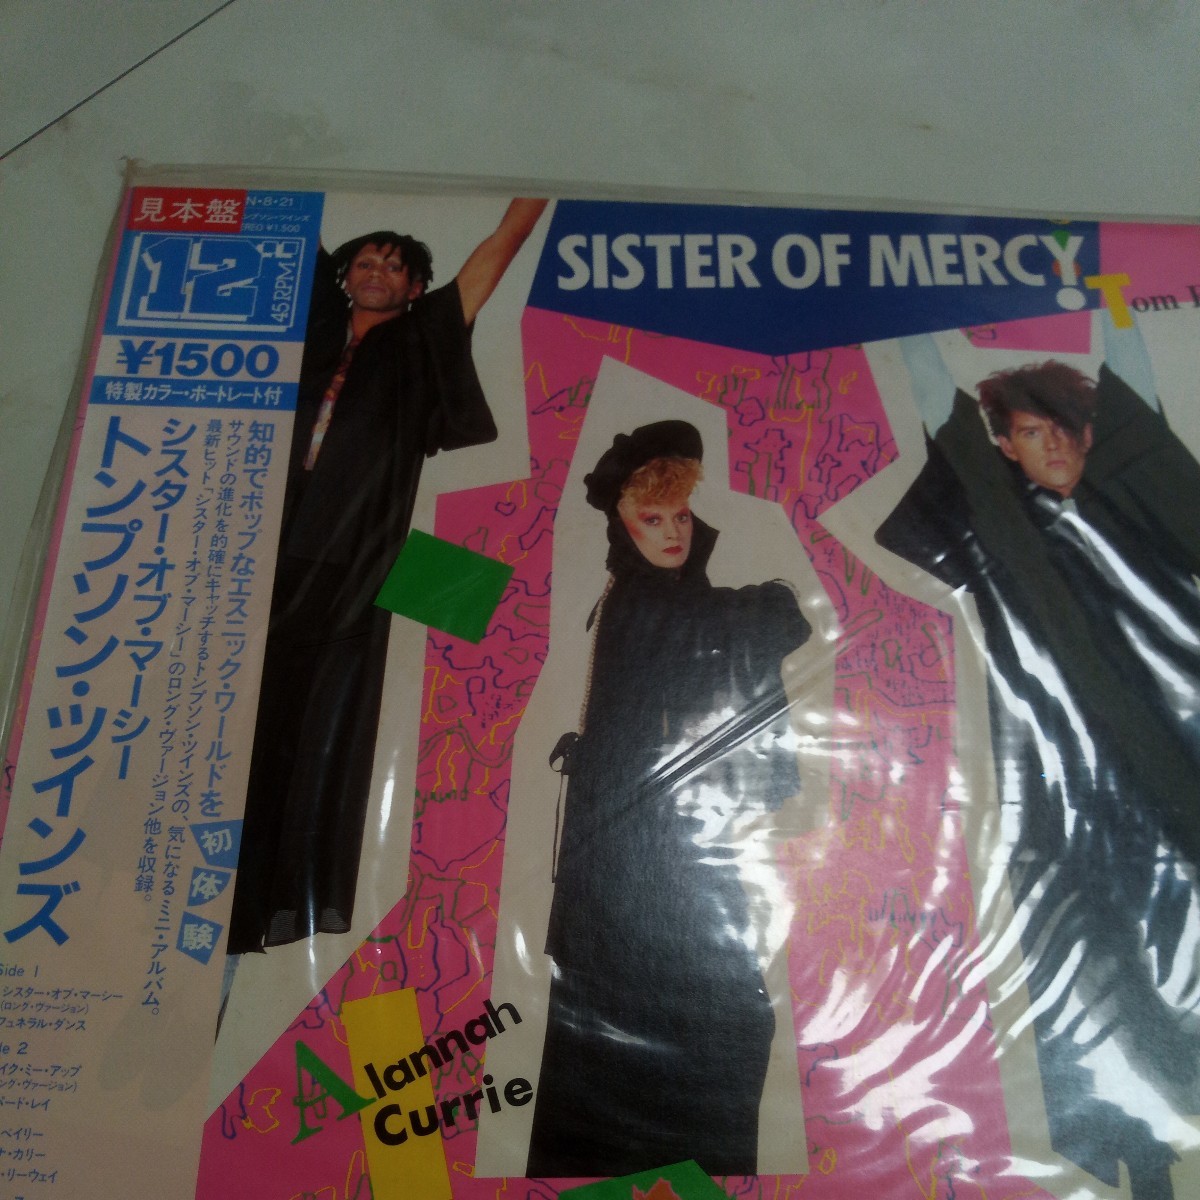 見本盤
N・8・21
ングソン・ツインズ
EREO ¥1,500
12"
45RPM
¥1500
特製カラー・ポートレート付
知的でポップなエスニック・ワールドを初体験
サウンドの進化を的確にキャッチするトンプソン・ツインズの、気になるミニ・アルバム。
最新ヒット「シスター・オブ・マーシー」のロング・ヴァージョン他を収録。
シスター・オブ・マーシー
トンプソン・ツインズ
Side 1
シスター・オブ・マーシー
(ロング・ヴァージョン)
フュネラル・ダンス
de 2
イク・ミー・アップ
ング・ヴァージョン)
パード・レイ
ベイリー
ナ・カリー
・リーウェイ
SISTER OF MERCY!
Tom
Alannah
Currie